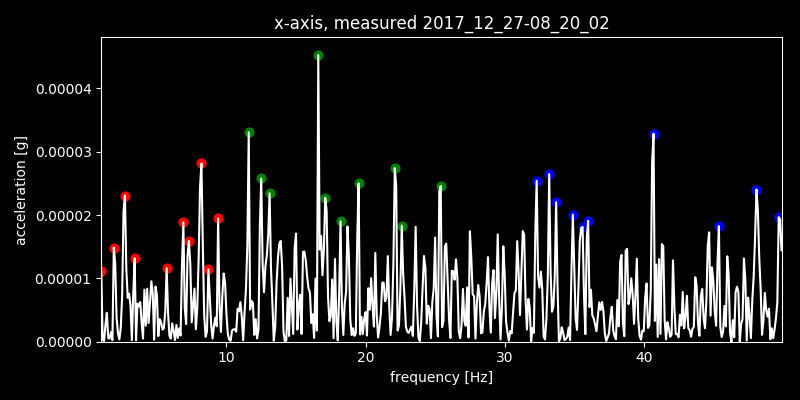 x-axis, measured 2017_12_27-08_20_02
acceleration [g]
0.00004
0.00003
0.00002
0.00001
0.00000
10 20 30 40
frequency [Hz]